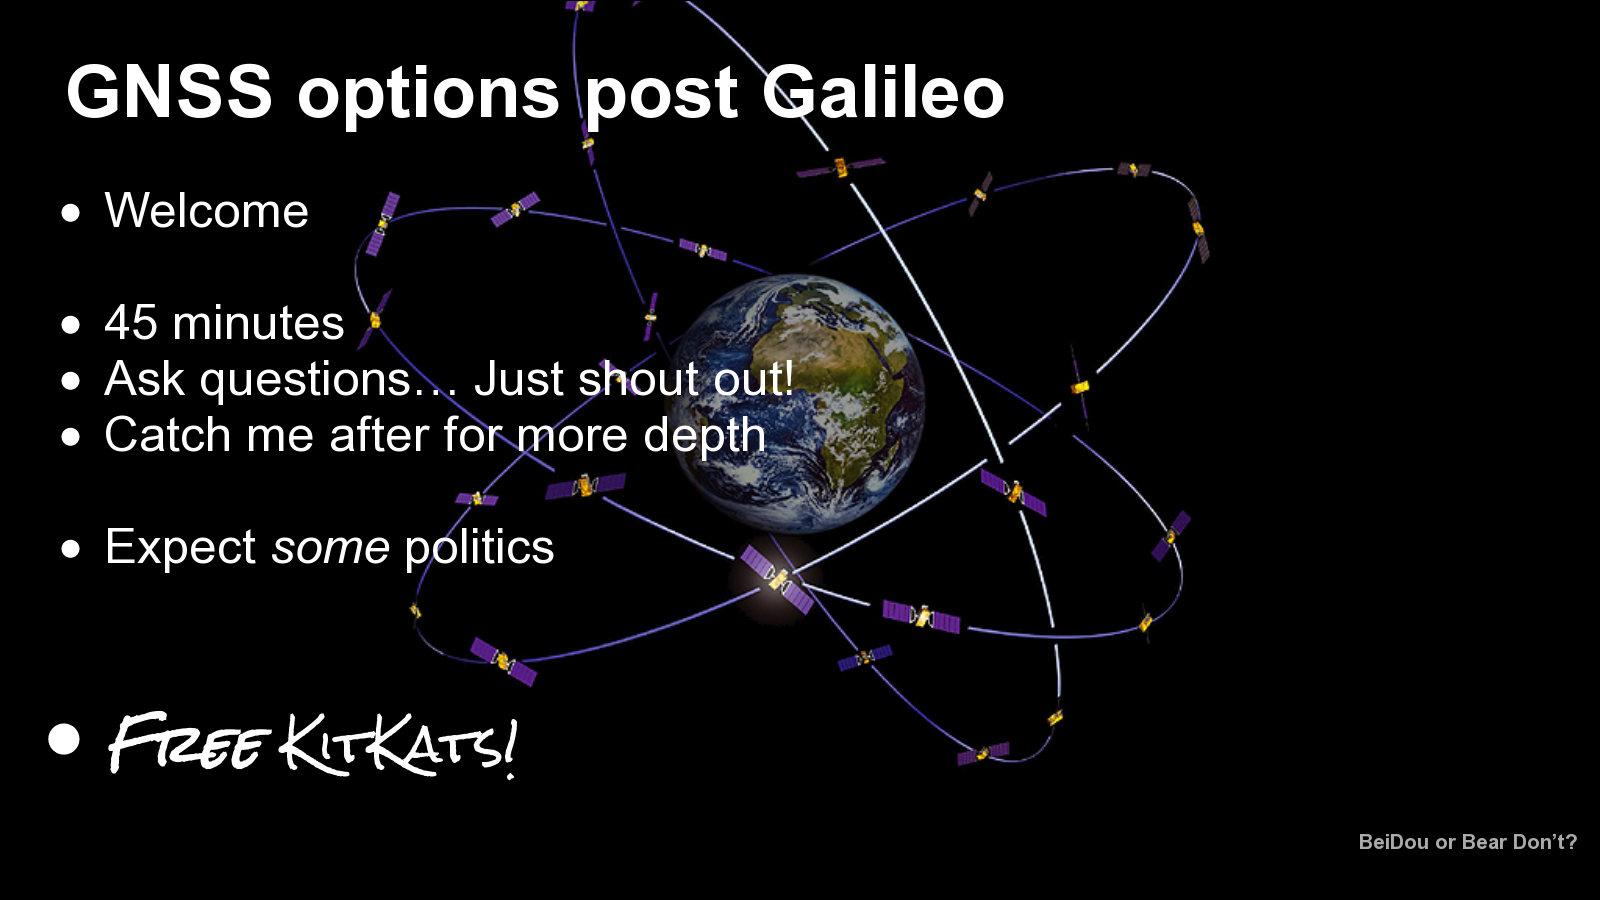 GNSS options post Galileo
● Welcome
● 45 minutes
● Ask questions… Just shout out!
● Catch me after for more depth
● Expect some politics
● Free KitKats!
BeiDou or Bear Don’t?